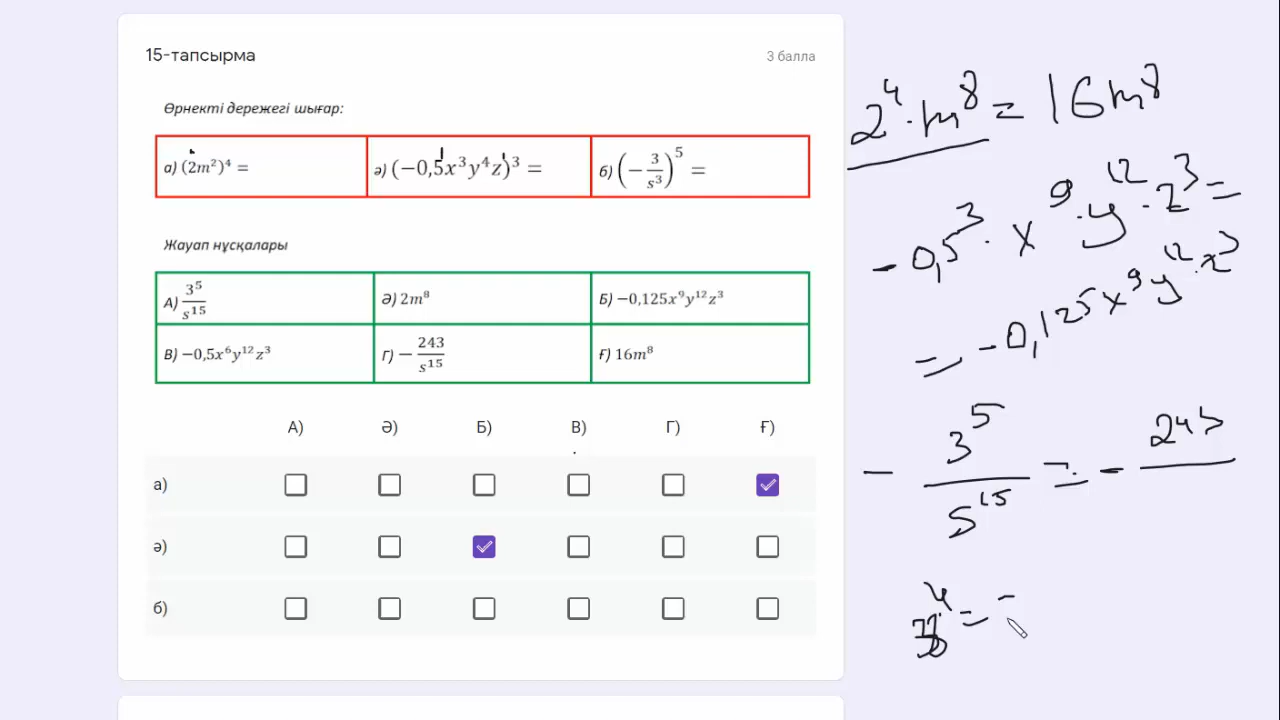 15-тапсырма
3 балла
Өрнекті дережегі шығар:
а) (2m²)⁴ =
ә) (−0,5x³y⁴z)³ =
б) (−3/s³)⁵ =
Жауап нұсқалары
А) 3⁵/s¹⁵
Ә) 2m⁸
Б) −0,125x⁹y¹²z³
В) −0,5x⁶y¹²z³
Г) −243/s¹⁵
Ғ) 16m⁸
А) Ә) Б) В) Г) Ғ)
а)
ә)
б)
2⁴·m⁸ = 16m⁸
−0,5³·x⁹·y¹²·z³ =
= −0,125x⁹y¹²·z³
−3⁵/s¹⁵ = −243